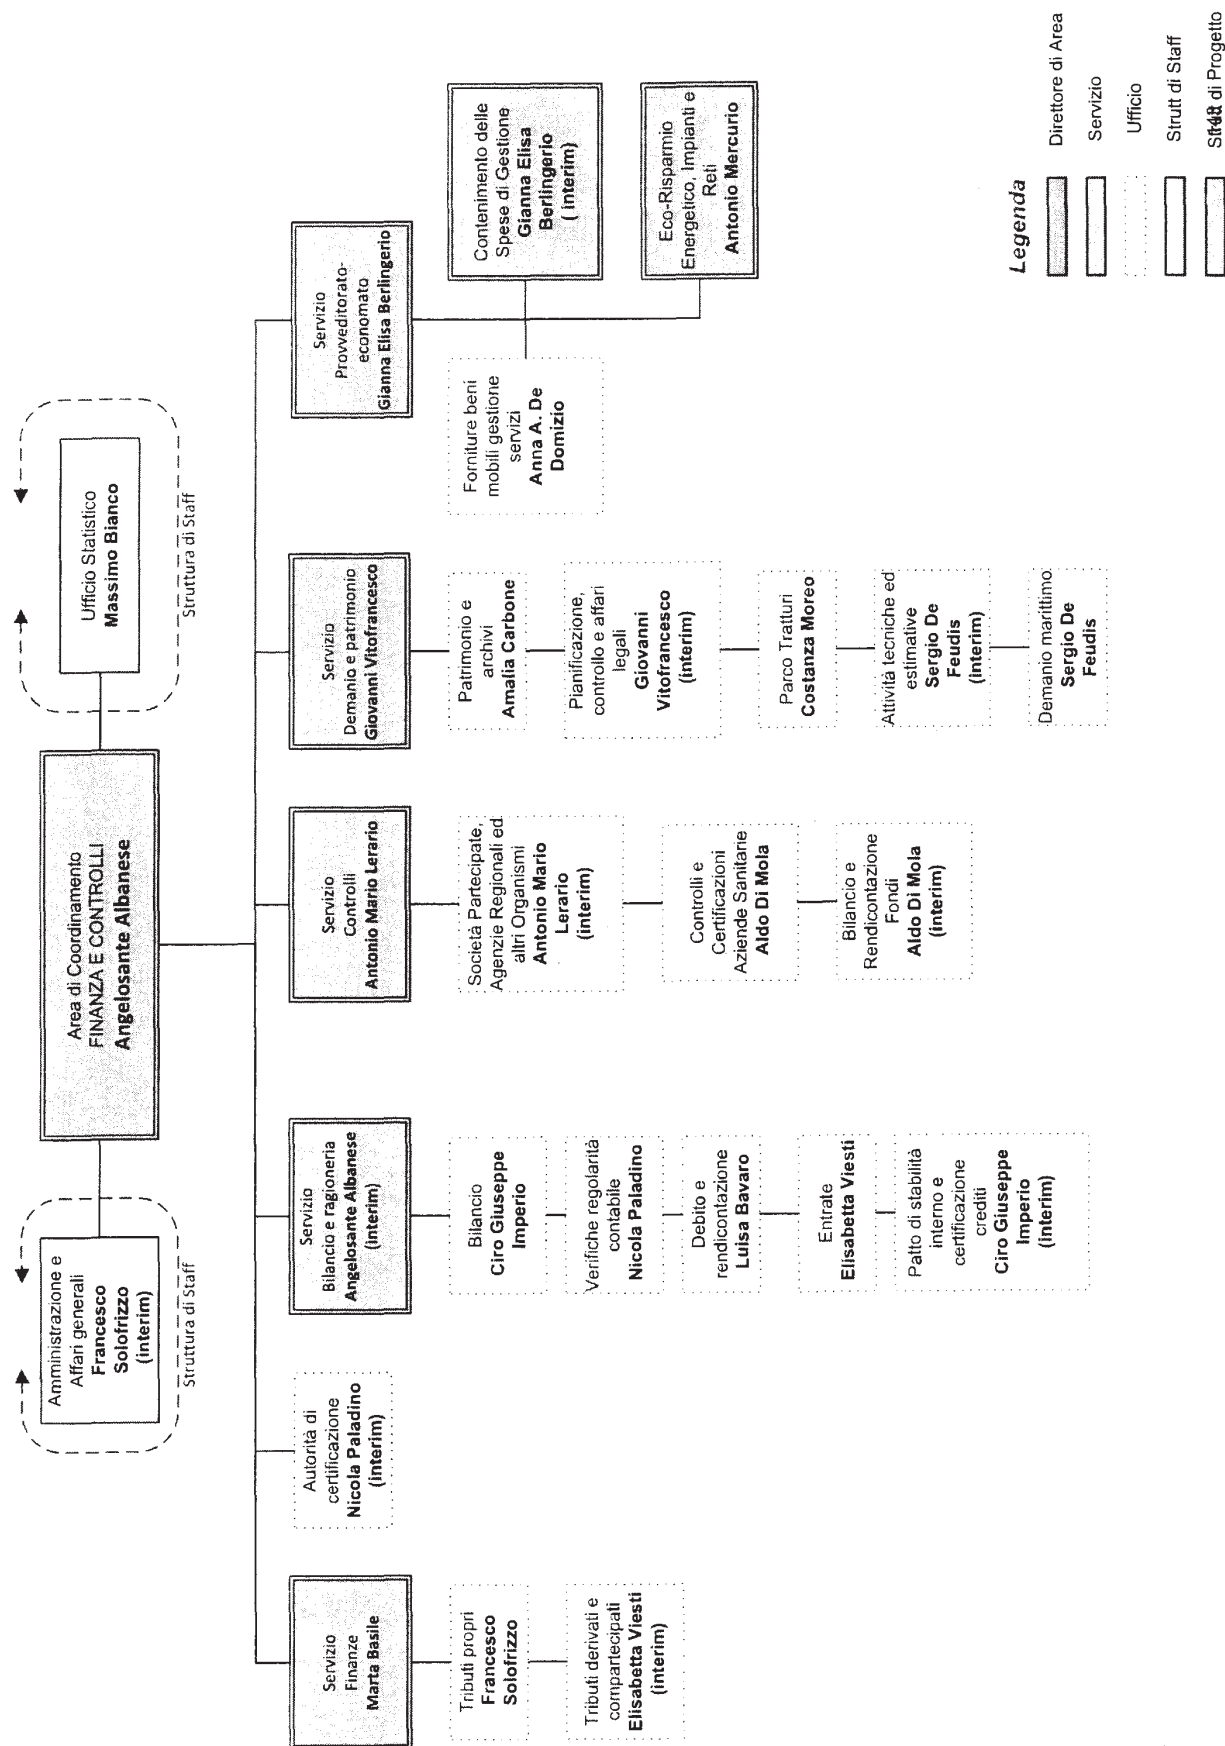 Amministrazione e
Affari generali
Francesco
Solofrizzo
(interim)
Struttura di Staff
Area di Coordinamento
FINANZA E CONTROLLI
Angelosante Albanese
Ufficio Statistico
Massimo Bianco
Struttura di Staff
Servizio
Finanze
Marta Basile
Tributi propri
Francesco
Solofrizzo
Tributi derivati e
compartecipati
Elisabetta Viesti
(interim)
Autorità di
certificazione
Nicola Paladino
(interim)
Servizio
Bilancio e ragioneria
Angelosante Albanese
(interim)
Bilancio
Ciro Giuseppe
Imperio
Verifiche regolarità
contabile
Nicola Paladino
Debito e
rendicontazione
Luisa Bavaro
Entrate
Elisabetta Viesti
Patto di stabilità
interno e
certificazione
crediti
Ciro Giuseppe
Imperio
(interim)
Servizio
Controlli
Antonio Mario Lerario
Società Partecipate,
Agenzie Regionali ed
altri Organismi
Antonio Mario
Lerario
(interim)
Controlli e
Certificazioni
Aziende Sanitarie
Aldo Di Mola
Bilancio e
Rendicontazione
Fondi
Aldo Di Mola
(interim)
Servizio
Demanio e patrimonio
Giovanni Vitofrancesco
Patrimonio e
archivi
Amalia Carbone
Pianificazione,
controllo e affari
legali
Giovanni
Vitofrancesco
(interim)
Parco Tratturi
Costanza Moreo
Attività tecniche ed
estimative
Sergio De
Feudis
(interim)
Demanio marittimo
Sergio De
Feudis
Servizio
Provveditorato-
economato
Gianna Elisa Berlingerio
Forniture beni
mobili gestione
servizi
Anna A. De
Domizio
Contenimento delle
Spese di Gestione
Gianna Elisa
Berlingerio
( interim)
Eco-Risparmio
Energetico, Impianti e
Reti
Antonio Mercurio
Legenda
Direttore di Area
Servizio
Ufficio
Strutt di Staff
di Progetto